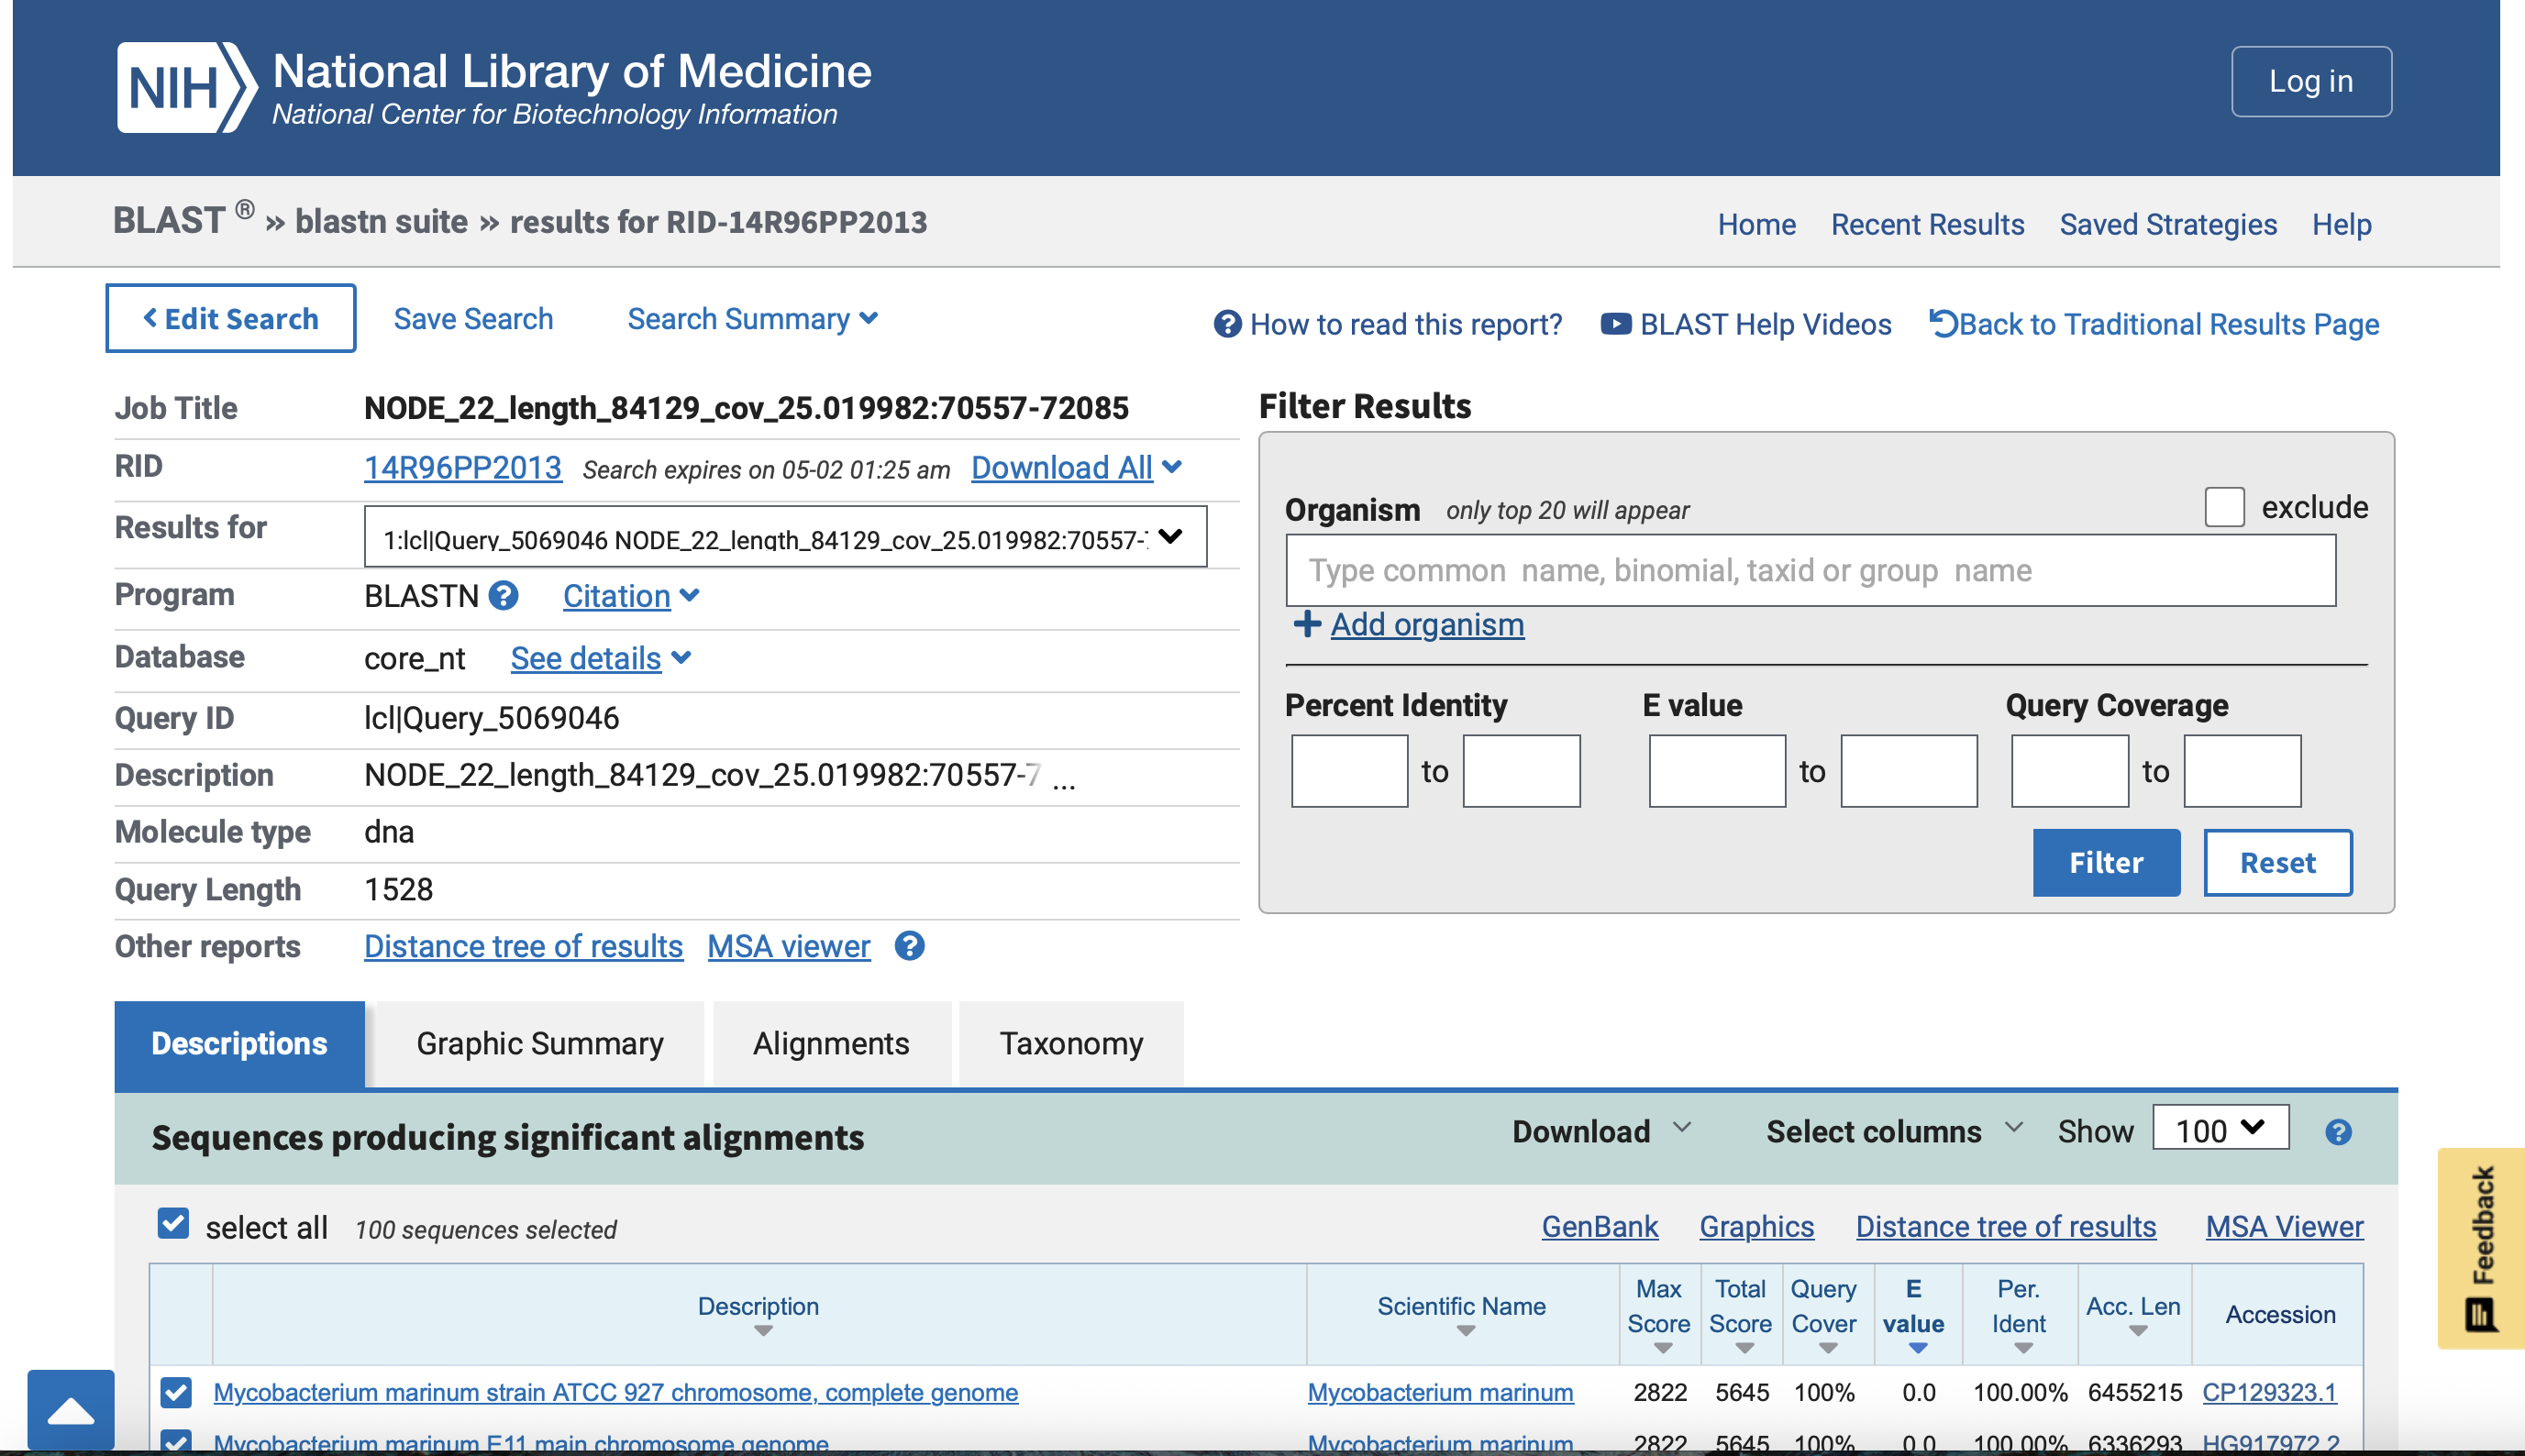 NIH National Library of Medicine
National Center for Biotechnology Information
Log in
BLAST ® » blastn suite » results for RID-14R96PP2013
Home Recent Results Saved Strategies Help
Edit Search Save Search Search Summary
How to read this report? BLAST Help Videos Back to Traditional Results Page
Job Title NODE_22_length_84129_cov_25.019982:70557-72085
RID 14R96PP2013 Search expires on 05-02 01:25 am Download All
Results for 1:lcl|Query_5069046 NODE_22_length_84129_cov_25.019982:70557-
Program BLASTN Citation
Database core_nt See details
Query ID lcl|Query_5069046
Description NODE_22_length_84129_cov_25.019982:70557-7 ...
Molecule type dna
Query Length 1528
Other reports Distance tree of results MSA viewer
Filter Results
Organism only top 20 will appear exclude
Type common name, binomial, taxid or group name
+ Add organism
Percent Identity E value Query Coverage
to to to
Filter Reset
Descriptions Graphic Summary Alignments Taxonomy
Sequences producing significant alignments Download Select columns Show 100
select all 100 sequences selected GenBank Graphics Distance tree of results MSA Viewer
Description Scientific Name Max Score Total Score Query Cover E value Per. Ident Acc. Len Accession
Mycobacterium marinum strain ATCC 927 chromosome, complete genome Mycobacterium marinum 2822 5645 100% 0.0 100.00% 6455215 CP129323.1
Mycobacterium marinum E11 main chromosome genome Mycobacterium marinum 2822 5645 100% 0.0 100.00% 6336293 HG917972.2
Feedback